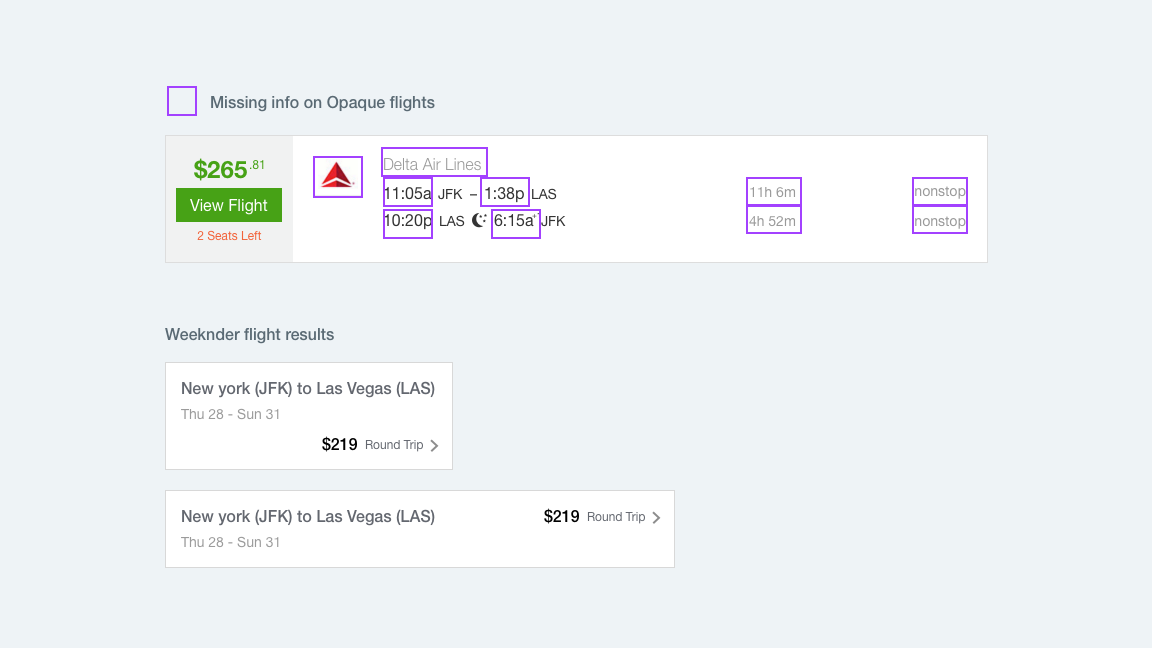 Missing info on Opaque flights
$265.81
View Flight
2 Seats Left
Delta Air Lines
11:05a JFK – 1:38p LAS 11h 6m nonstop
10:20p LAS 6:15a+ JFK 4h 52m nonstop
Weeknder flight results
New york (JFK) to Las Vegas (LAS)
Thu 28 - Sun 31
$219 Round Trip
New york (JFK) to Las Vegas (LAS) $219 Round Trip
Thu 28 - Sun 31